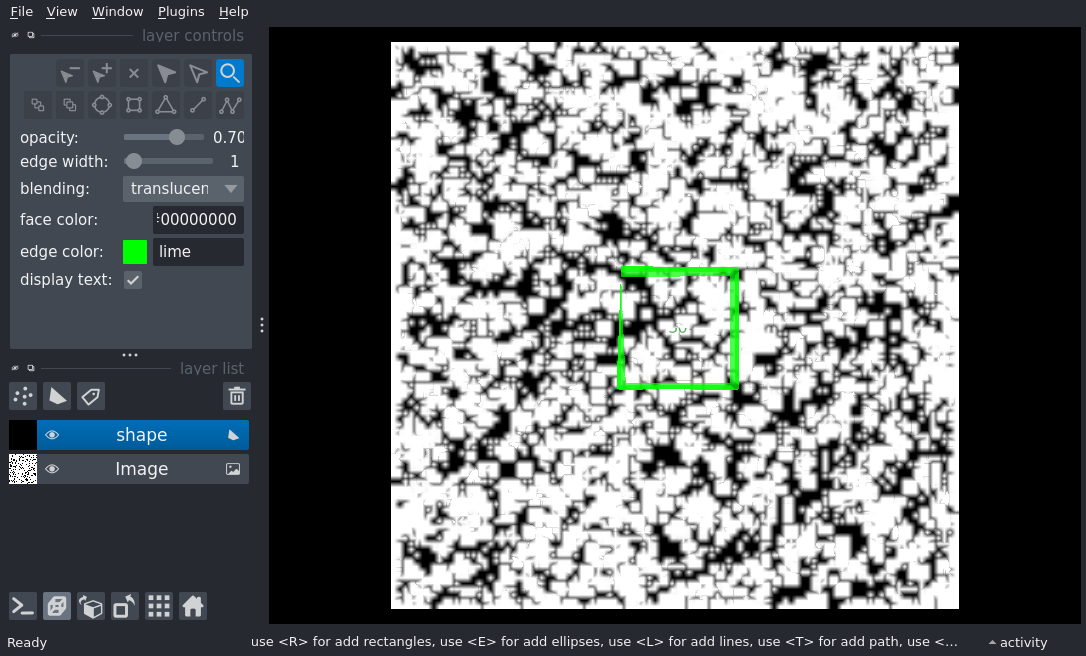 File View Window Plugins Help
layer controls
opacity: 0.70
edge width: 1
blending: translucen
face color: 00000000
edge color: lime
display text:
layer list
shape
Image
Ready
use <R> for add rectangles, use <E> for add ellipses, use <L> for add lines, use <T> for add path, use <...
activity